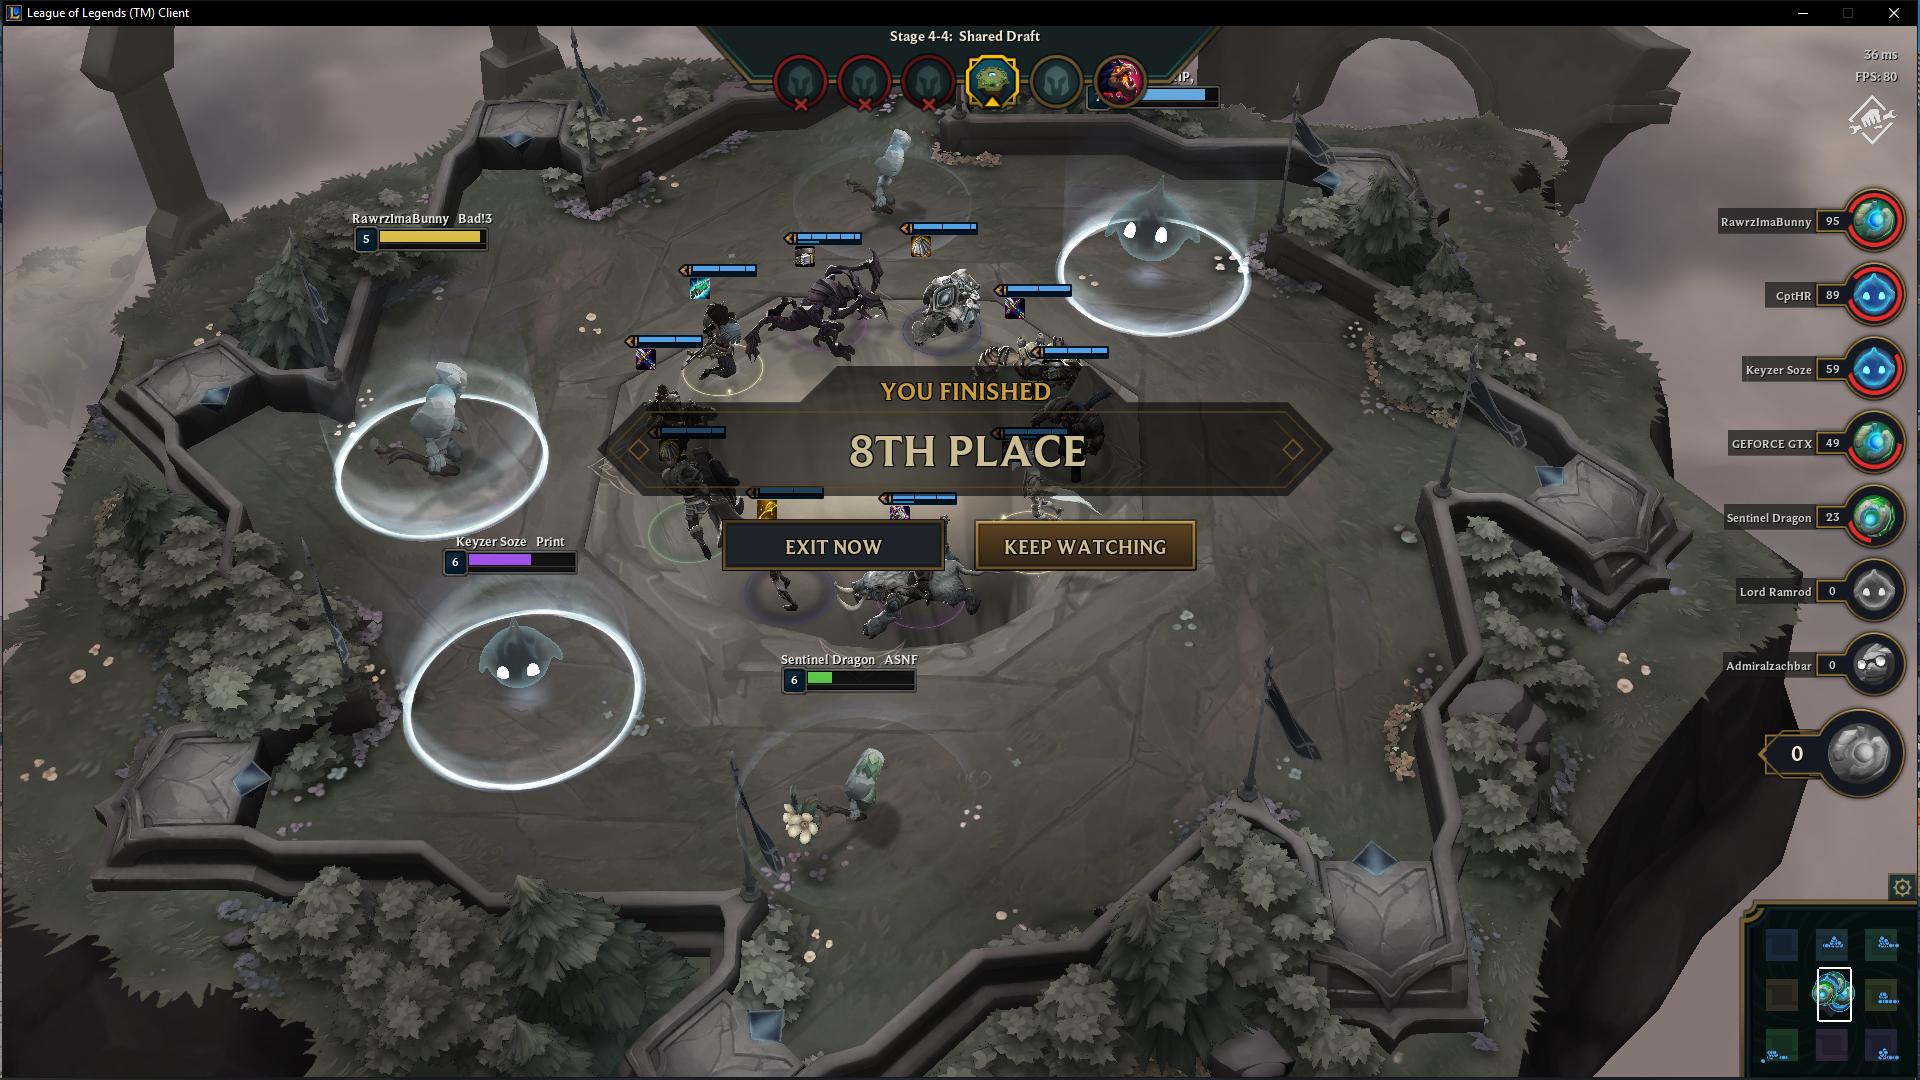 League of Legends (TM) Client
Stage 4-4: Shared Draft
36 ms
FPS: 80
IP,
RawrzImaBunny Bad!3
5
RawrzImaBunny 95
CptHR 89
Keyzer Soze 59
YOU FINISHED
8TH PLACE
GEFORCE GTX 49
Sentinel Dragon 23
EXIT NOW
KEEP WATCHING
Keyzer Soze Print
6
Lord Ramrod 0
Sentinel Dragon ASNF
6
Admiralzachbar 0
0